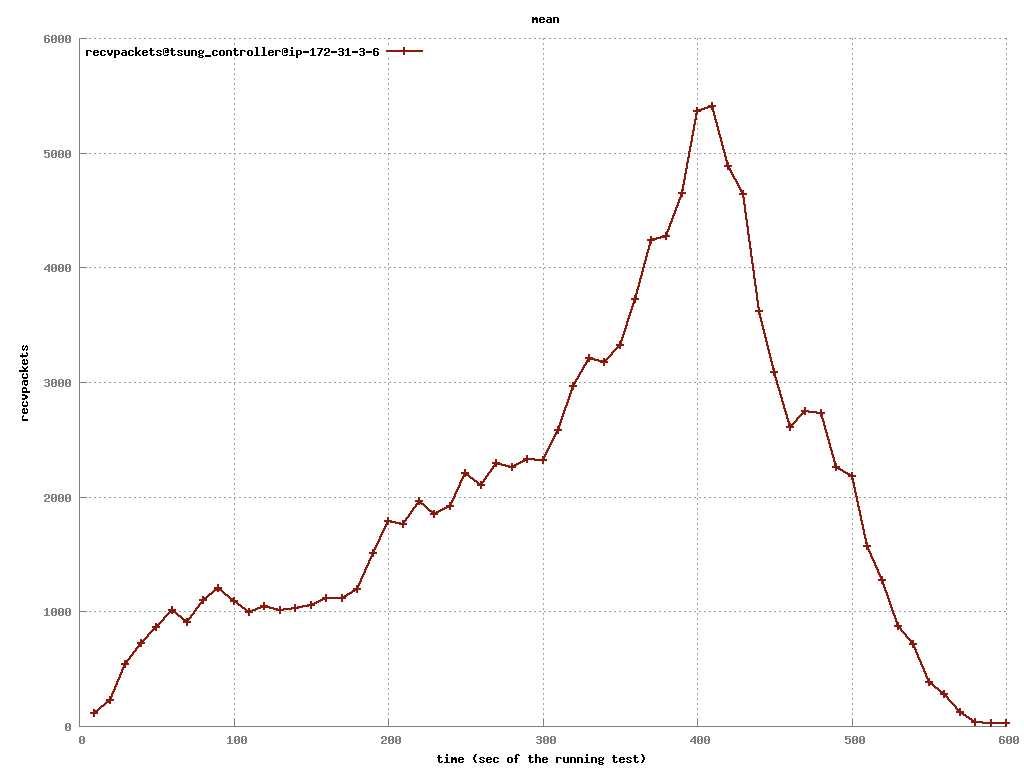 mean
recvpackets@tsung_controller@ip-172-31-3-6
6000
5000
4000
3000
2000
1000
0
recvpackets
0 100 200 300 400 500 600
time (sec of the running test)